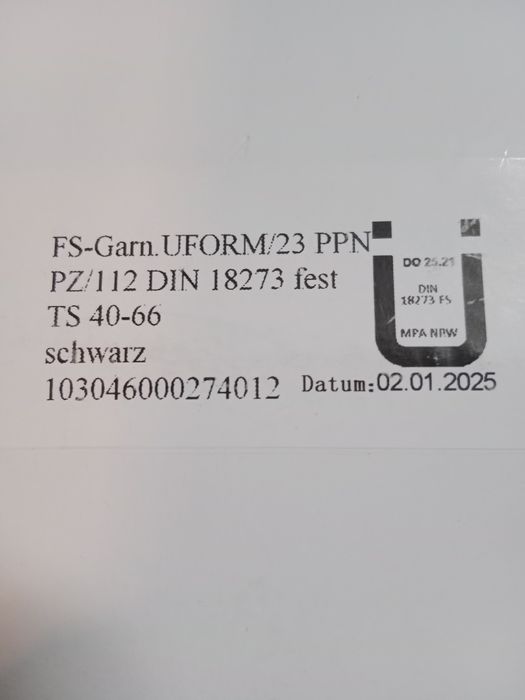 FS-Garn.UFORM/23 PPN
PZ/112 DIN 18273 fest
TS 40-66
schwarz
103046000274012 Datum:02.01.2025
DO 25.21
DIN
18273 FS
MPA NRW